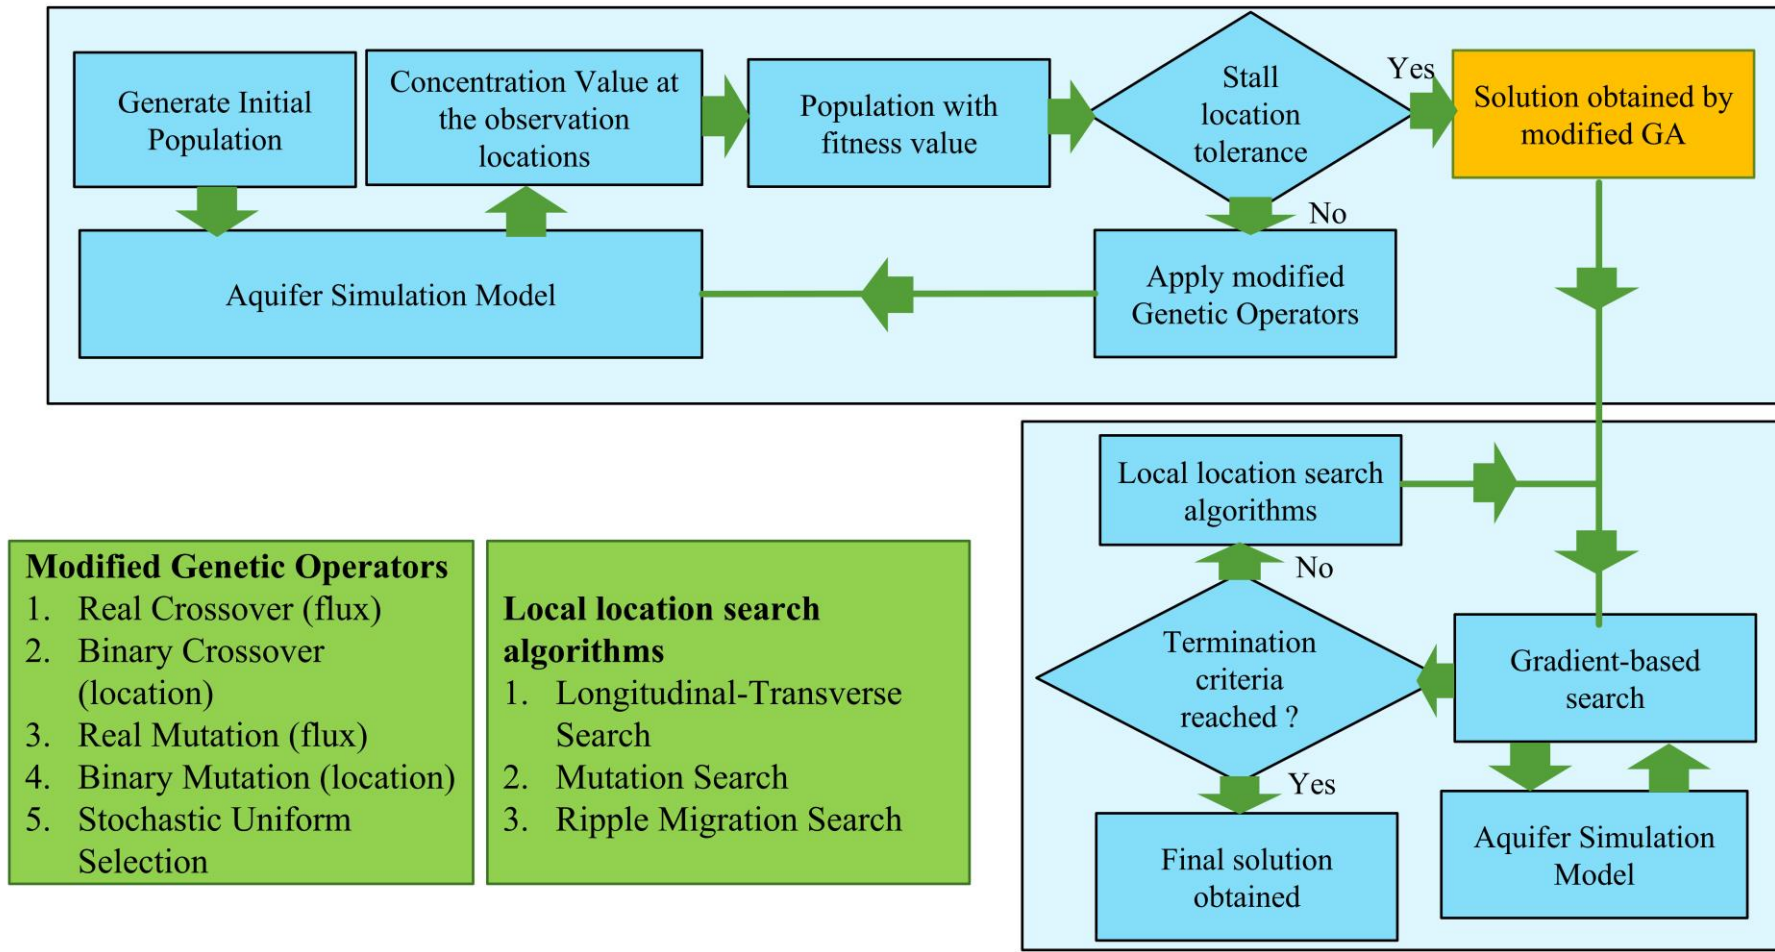 Generate Initial
Population
Concentration Value at
the observation
locations
Population with
fitness value
Stall
location
tolerance
Yes
Solution obtained by
modified GA
No
Aquifer Simulation Model
Apply modified
Genetic Operators
Local location search
algorithms
No
Termination
criteria
reached ?
Gradient-based
search
Yes
Final solution
obtained
Aquifer Simulation
Model
Modified Genetic Operators
1. Real Crossover (flux)
2. Binary Crossover
(location)
3. Real Mutation (flux)
4. Binary Mutation (location)
5. Stochastic Uniform
Selection
Local location search
algorithms
1. Longitudinal-Transverse
Search
2. Mutation Search
3. Ripple Migration Search